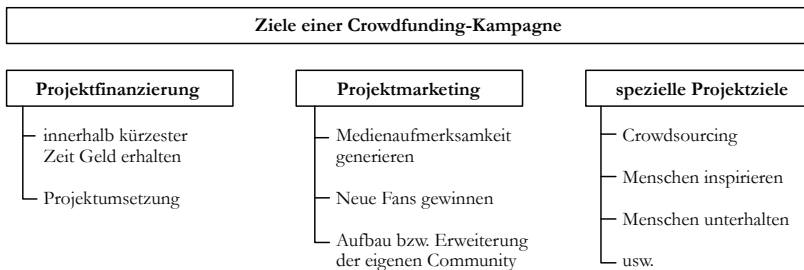 Ziele einer Crowdfunding-Kampagne
Projektfinanzierung
innerhalb kürzester
Zeit Geld erhalten
Projektumsetzung
Projektmarketing
Medienaufmerksamkeit
generieren
Neue Fans gewinnen
Aufbau bzw. Erweiterung
der eigenen Community
spezielle Projektziele
Crowdsourcing
Menschen inspirieren
Menschen unterhalten
usw.